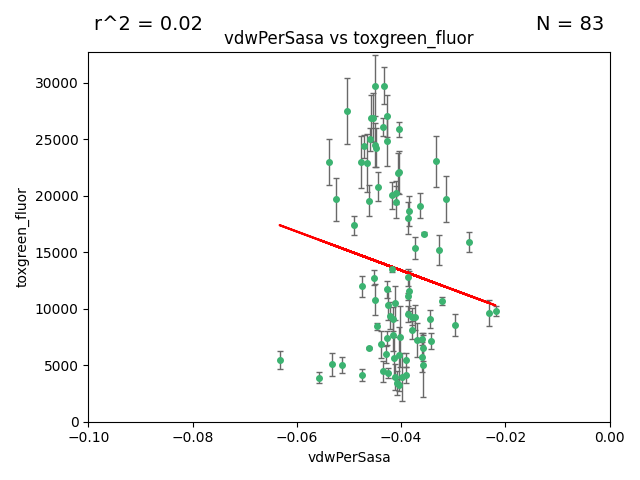 r^2 = 0.02
N = 83
vdwPerSasa vs toxgreen_fluor
30000
25000
20000
15000
10000
5000
0
toxgreen_fluor
−0.10
−0.08
−0.06
−0.04
−0.02
0.00
vdwPerSasa